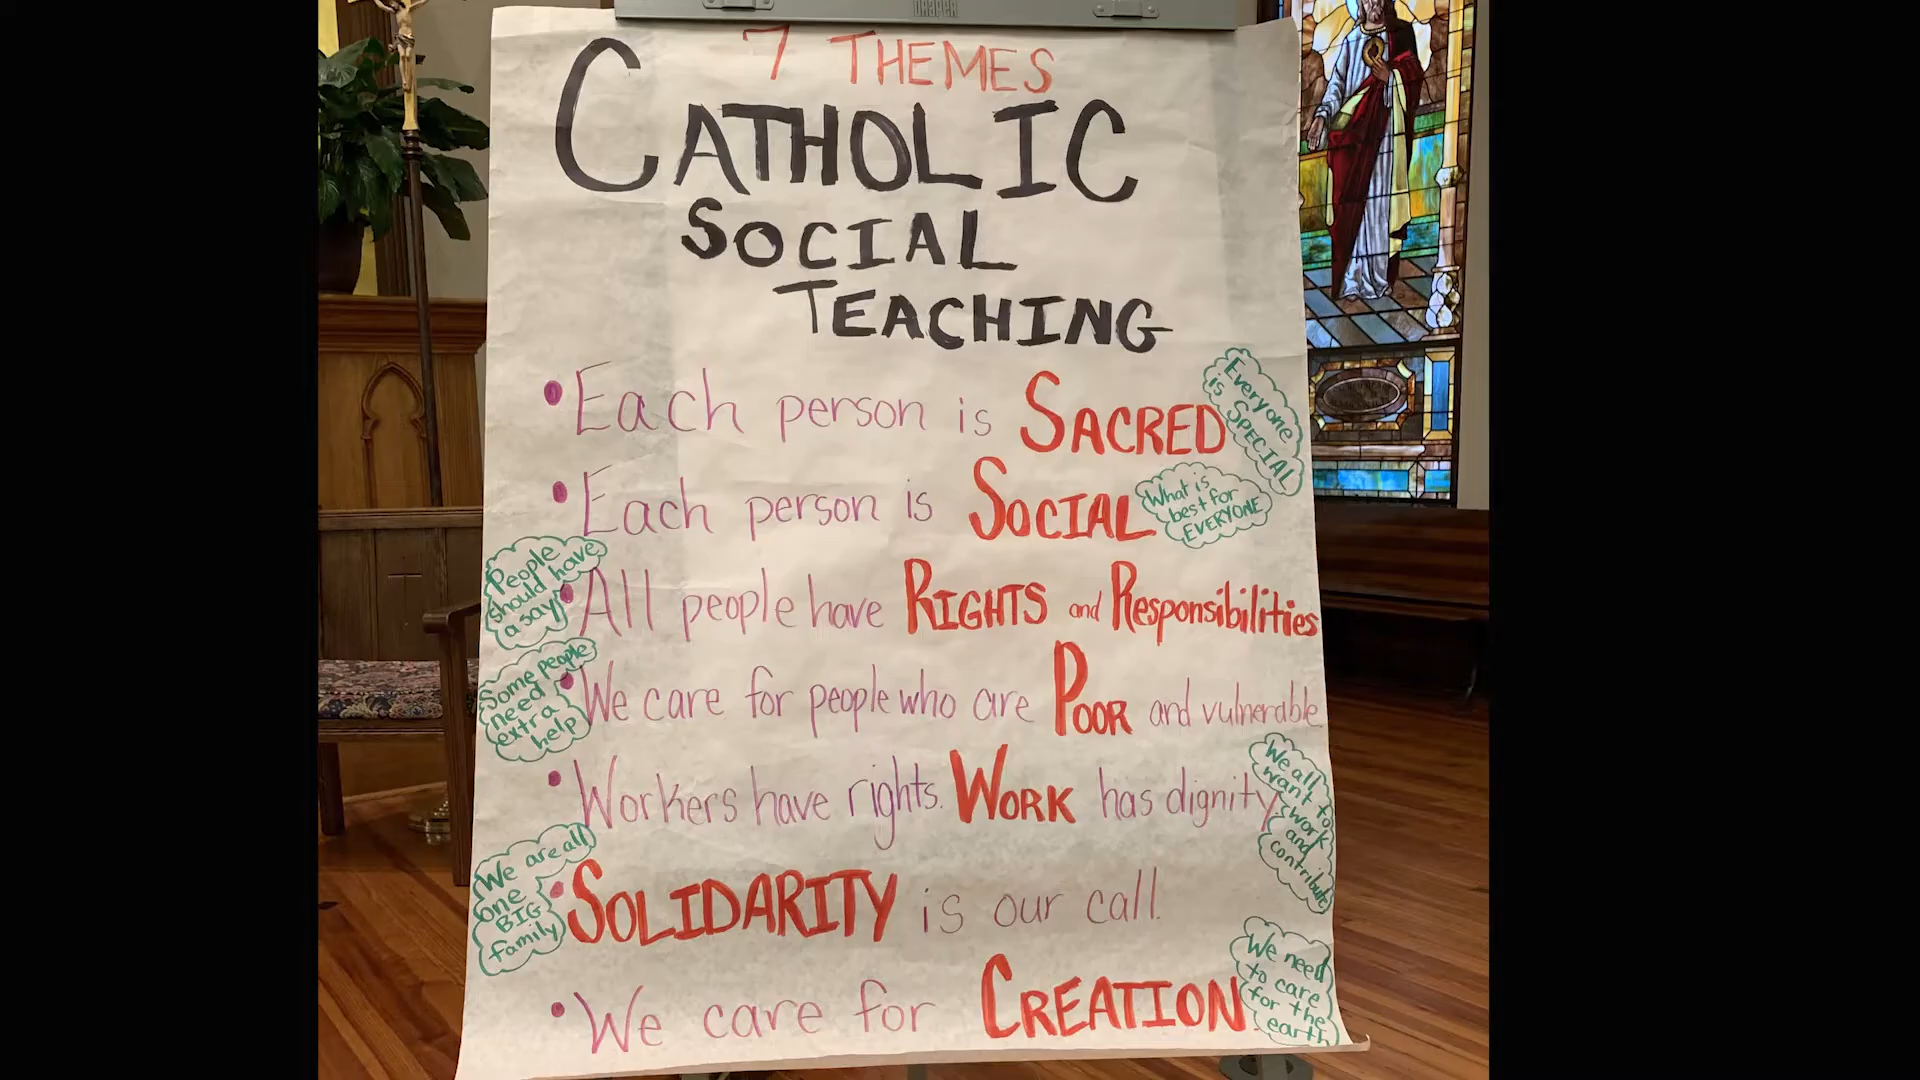 DRAPER
7 THEMES
CATHOLIC
SOCIAL
TEACHING
• Each person is SACRED
Everyone
is SPECIAL
• Each person is SOCIAL
What is
best for
EVERYONE
People
should have
a say
• All people have RIGHTS and Responsibilities
Some people
need
extra
help
• We care for people who are POOR and vulnerable
• Workers have rights. WORK has dignity.
We all
want to
work
and
contribute
We are all
one
BIG
family
• SOLIDARITY is our call.
• We care for CREATION
We need
to care
for the
earth